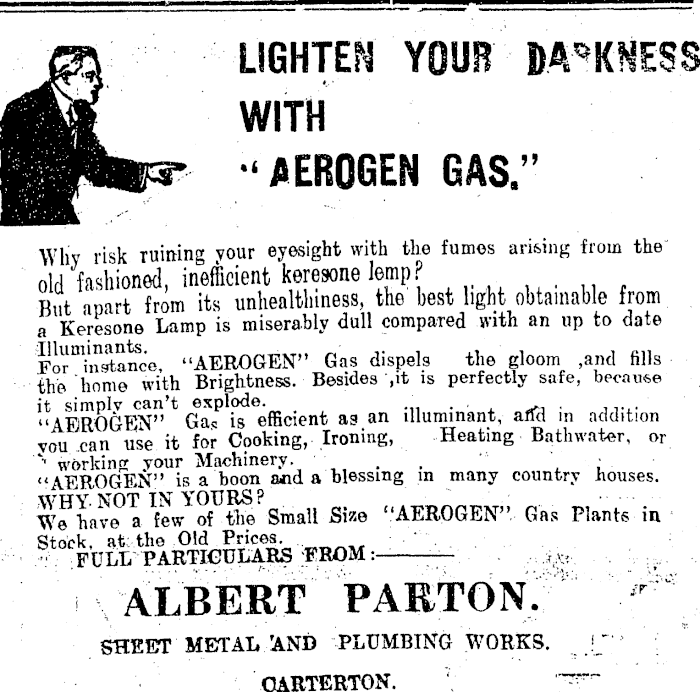 LIGHTEN YOUR DARKNESS
WITH
"AEROGEN GAS."
Why risk ruining your eyesight with the fumes arising from the
old fashioned, inefficient keresone lemp?
But apart from its unhealthiness, the best light obtainable from
a Keresone Lamp is miserably dull compared with an up to date
Illuminants.
For instance, "AEROGEN" Gas dispels the gloom ,and fills
the home with Brightness. Besides ,it is perfectly safe, because
it simply can't explode.
"AEROGEN" Gas is efficient as an illuminant, and in addition
you can use it for Cooking, Ironing, Heating Bathwater, or
working your Machinery.
"AEROGEN" is a boon and a blessing in many country houses.
WHY NOT IN YOURS?
We have a few of the Small Size "AEROGEN" Gas Plants in
Stock, at the Old Prices.
FULL PARTICULARS FROM:——
ALBERT PARTON.
SHEET METAL AND PLUMBING WORKS.
CARTERTON.